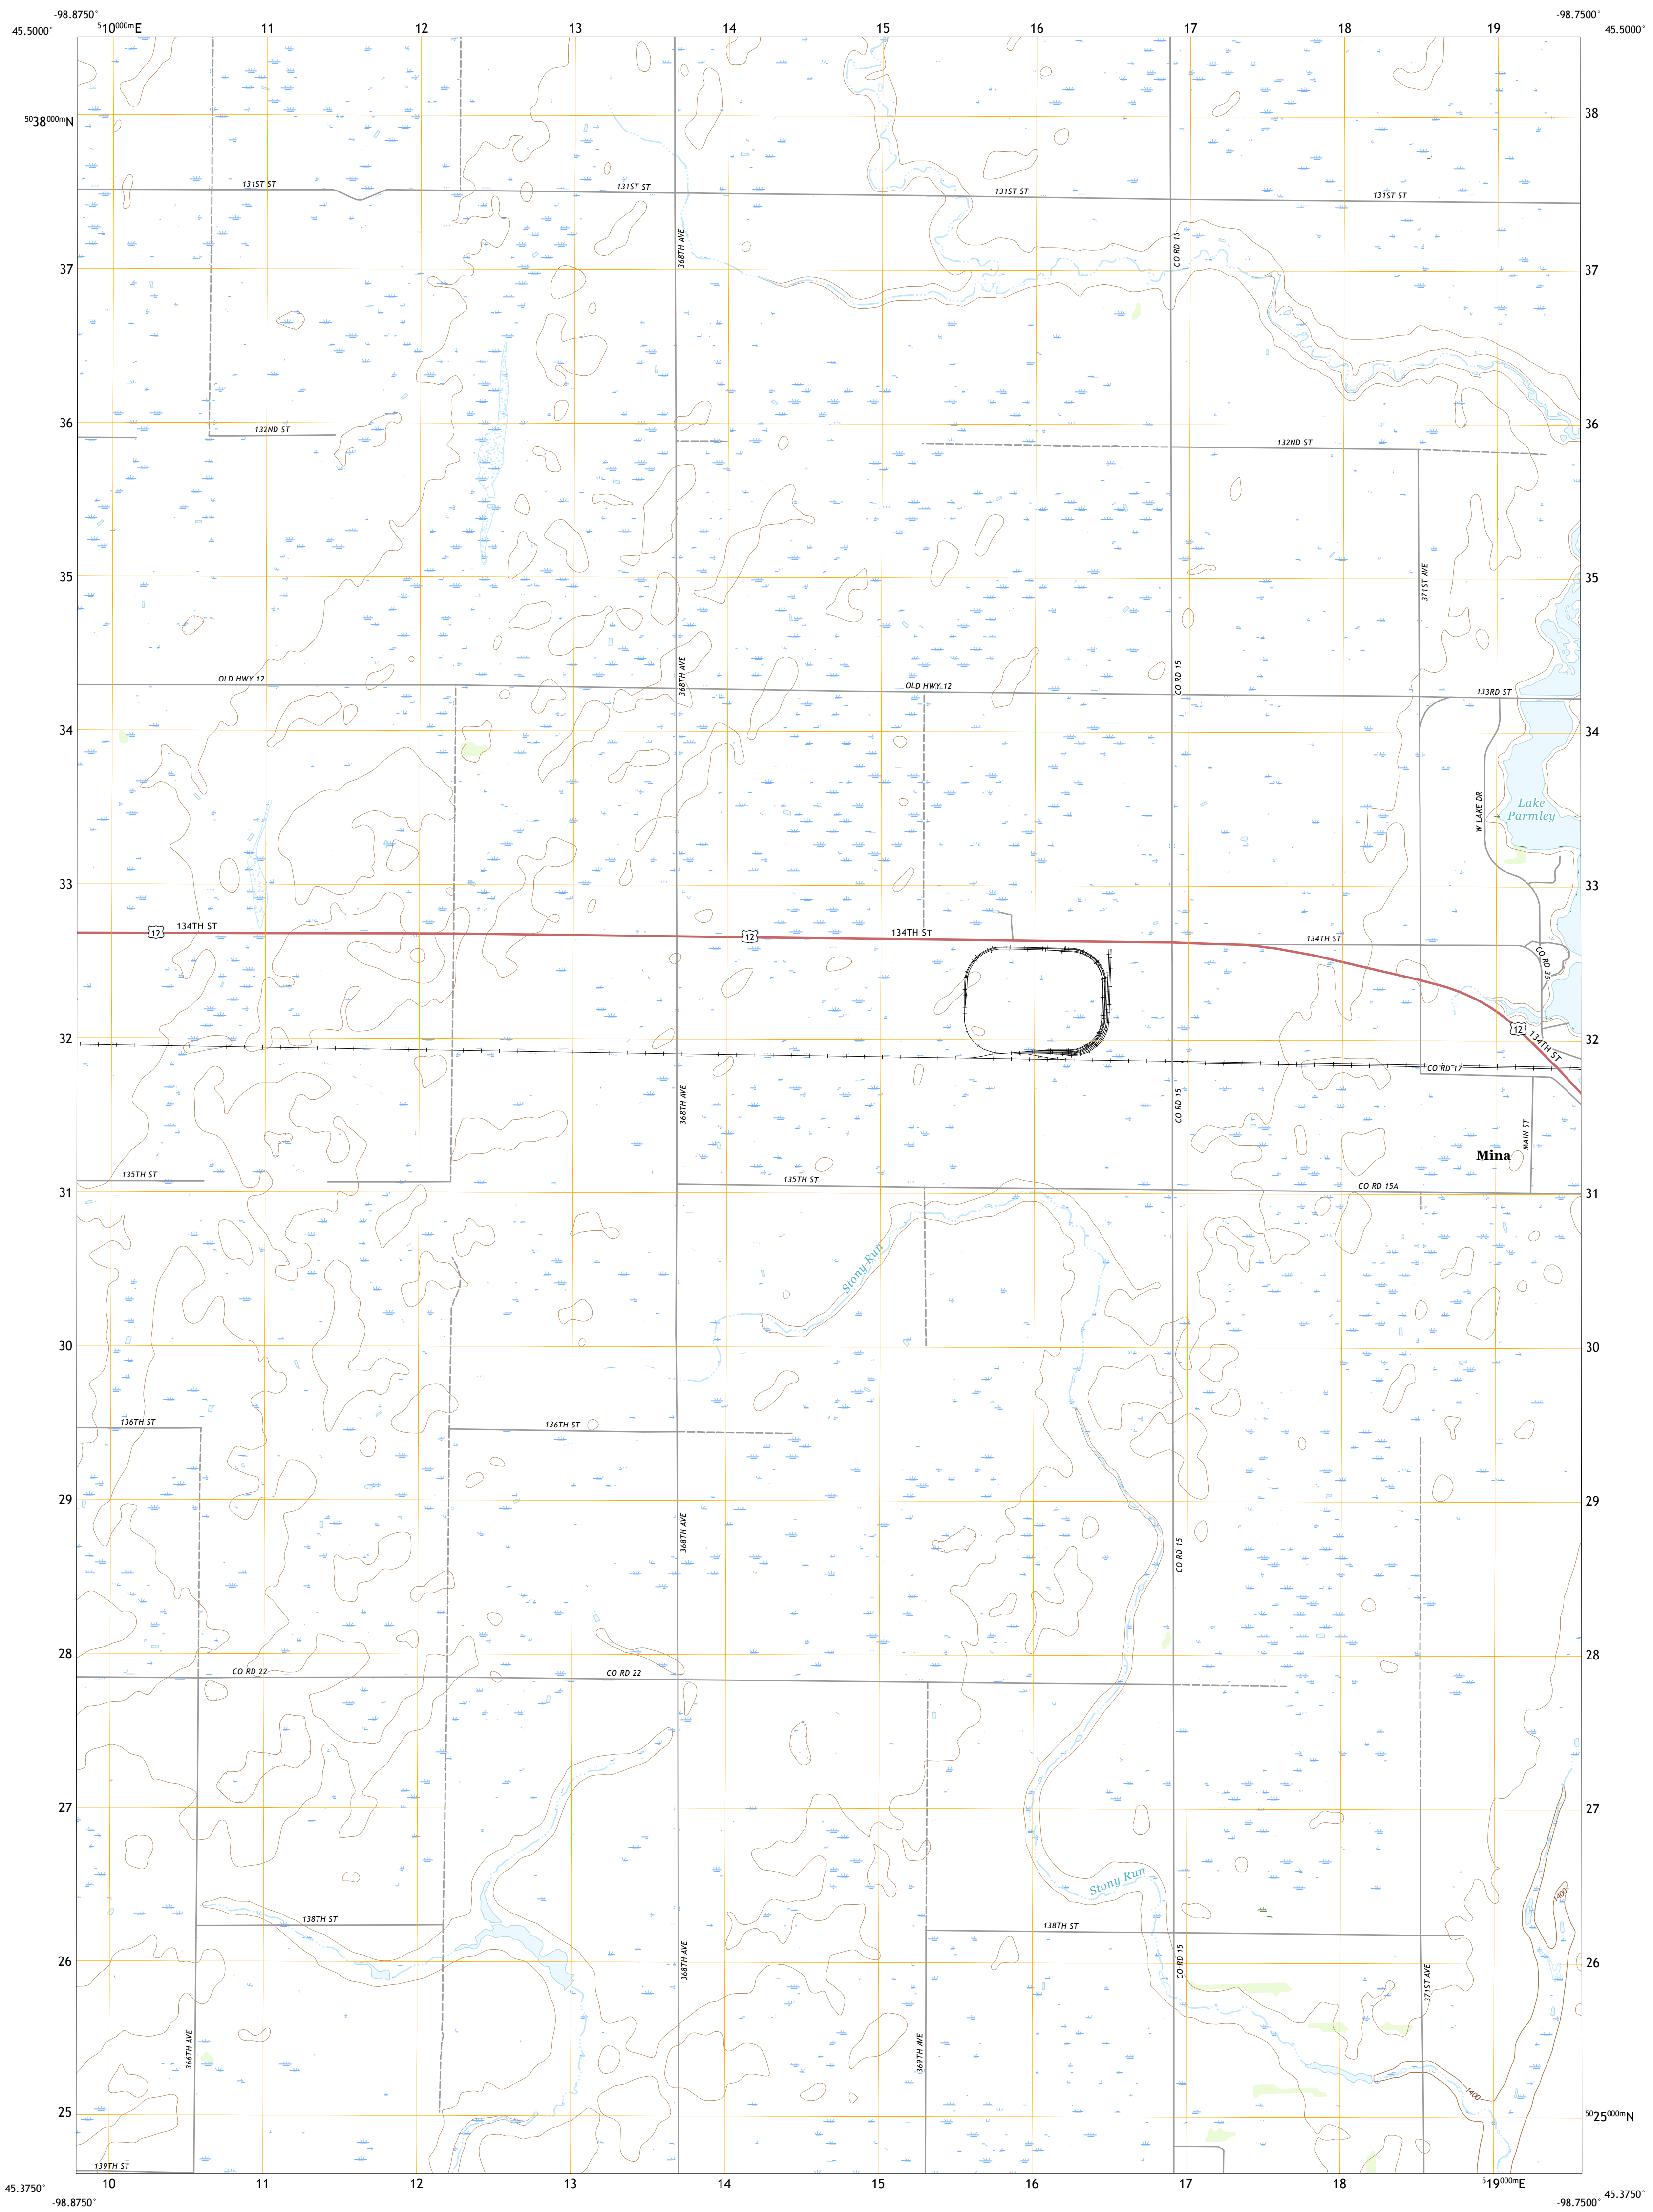 -98.8750°
-98.7500°
45.5000°
⁵10⁰⁰⁰ᵐE
11
12
13
14
15
16
17
18
19
45.5000°
⁵⁰38⁰⁰⁰ᵐN
38
131ST ST
131ST ST
131ST ST
131ST ST
368TH AVE
CO RD 15
37
37
36
36
132ND ST
132ND ST
35
35
371ST AVE
368TH AVE
CO RD 15
OLD HWY 12
OLD HWY 12
133RD ST
34
34
W LAKE DR
Lake
Parmley
33
33
12
134TH ST
12
134TH ST
134TH ST
CO RD 35
32
32
12
134TH ST
CO RD 17
368TH AVE
CO RD 15
MAIN ST
Mina
135TH ST
135TH ST
CO RD 15A
31
31
Stony Run
30
30
136TH ST
136TH ST
29
29
368TH AVE
CO RD 15
28
28
CO RD 22
CO RD 22
27
27
Stony Run
1400
138TH ST
138TH ST
26
26
368TH AVE
CO RD 15
371ST AVE
366TH AVE
369TH AVE
1400
25
⁵⁰25⁰⁰⁰ᵐN
139TH ST
45.3750°
10
11
12
13
14
15
16
17
18
⁵19⁰⁰⁰ᵐE
45.3750°
-98.8750°
-98.7500°